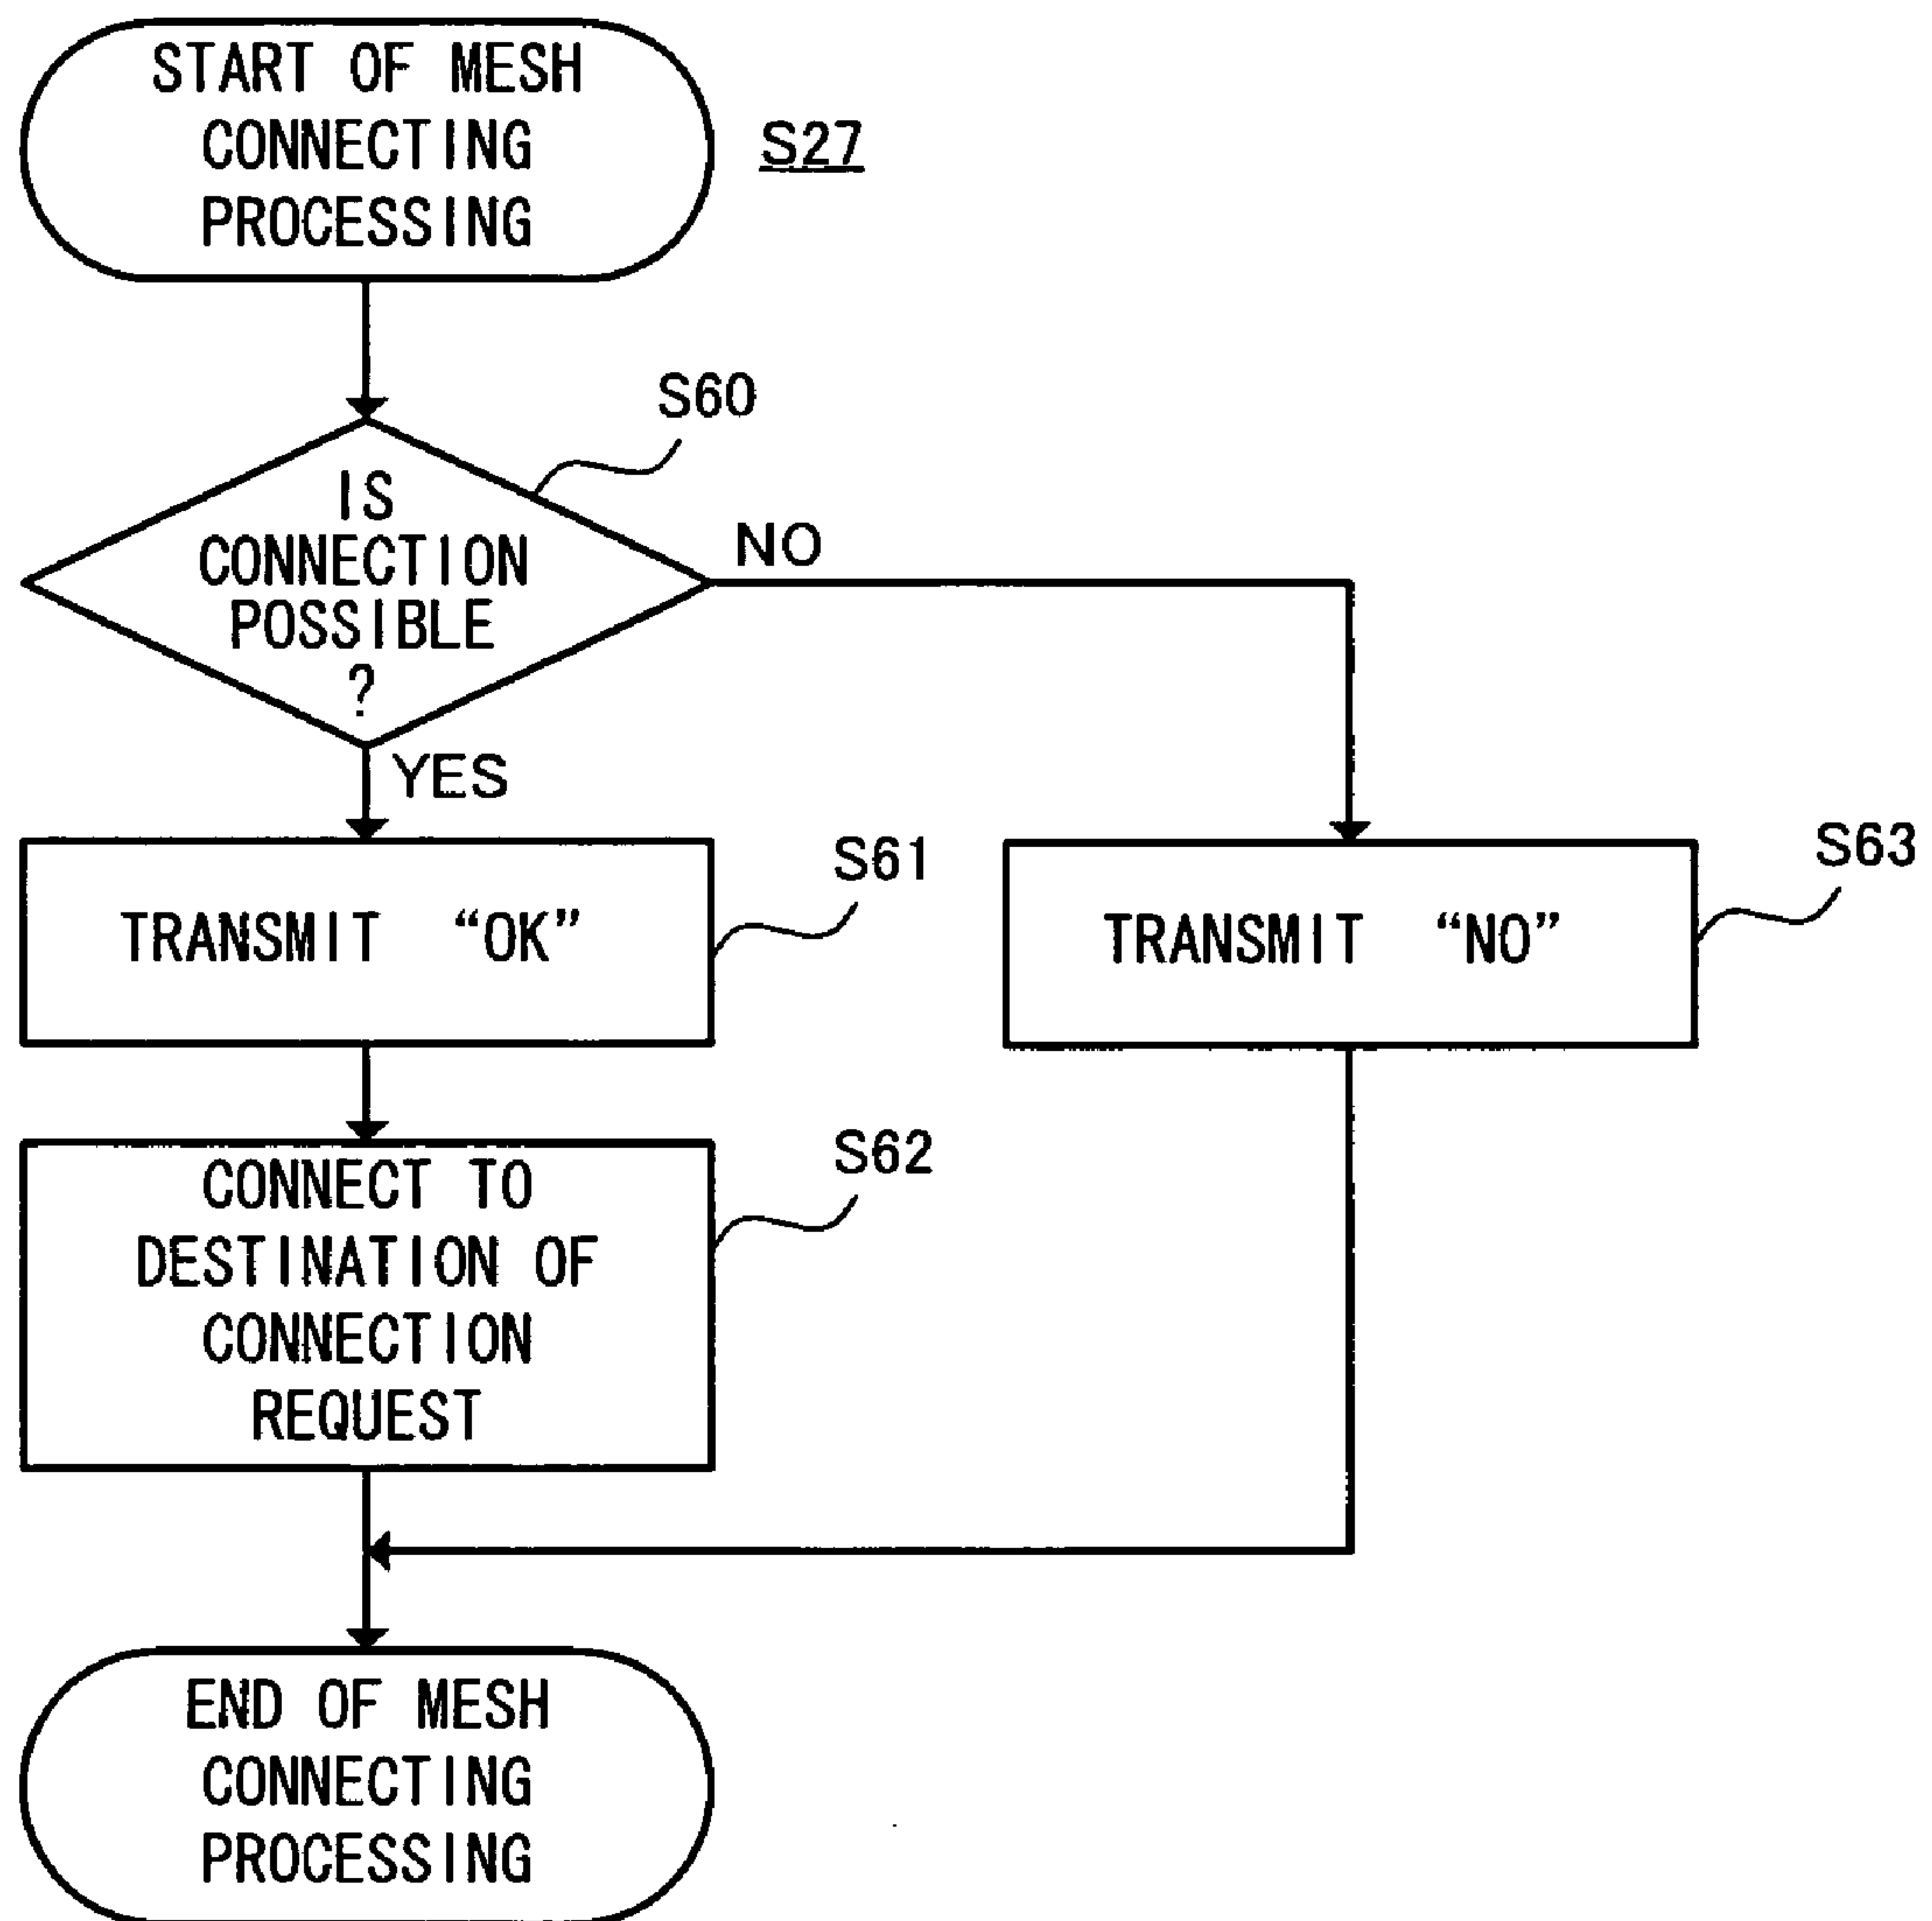 START OF MESH
CONNECTING
PROCESSING
S27
S60
IS
CONNECTION
POSSIBLE
?
NO
YES
S61
TRANSMIT “OK”
S63
TRANSMIT “NO”
S62
CONNECT TO
DESTINATION OF
CONNECTION
REQUEST
END OF MESH
CONNECTING
PROCESSING